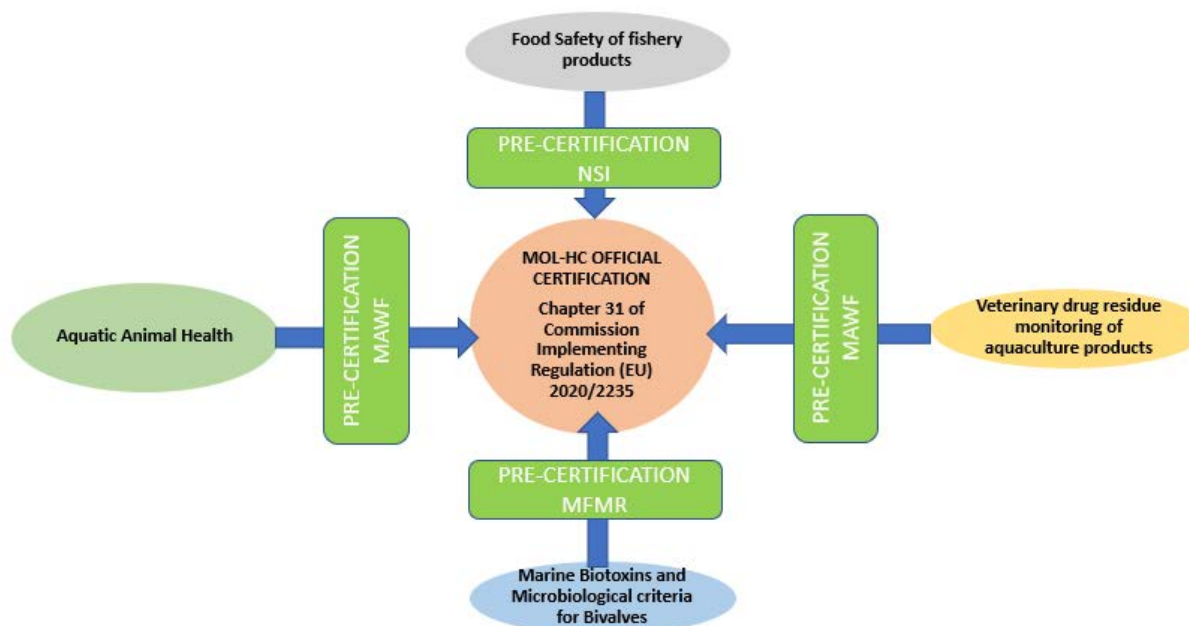 Food Safety of fishery
products
PRE-CERTIFICATION
NSI
Aquatic Animal Health
PRE-CERTIFICATION
MAWF
MOL-HC OFFICIAL
CERTIFICATION
Chapter 31 of
Commission
Implementing
Regulation (EU)
2020/2235
PRE-CERTIFICATION
MAWF
Veterinary drug residue
monitoring of
aquaculture products
PRE-CERTIFICATION
MFMR
Marine Biotoxins and
Microbiological criteria
for Bivalves